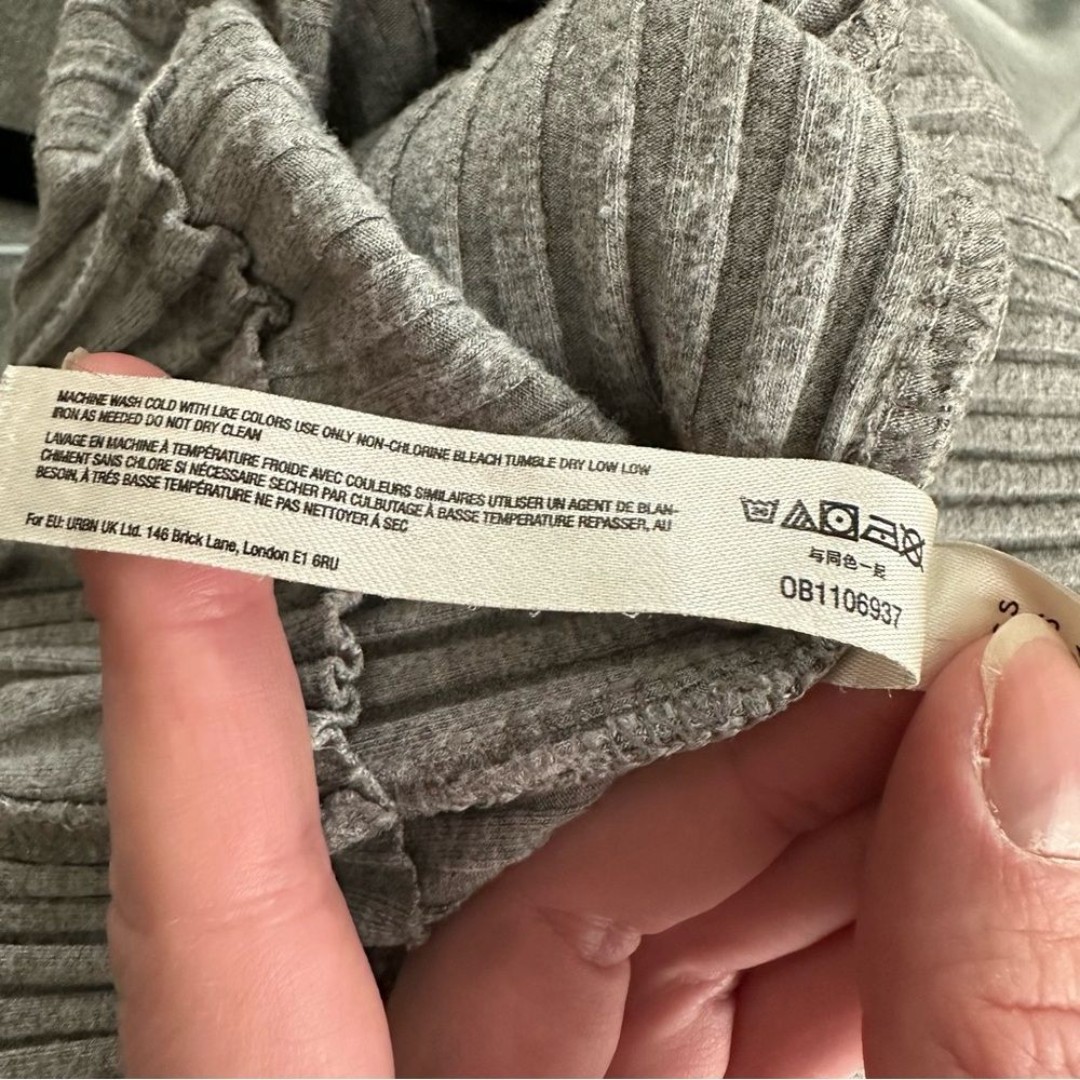 MACHINE WASH COLD WITH LIKE COLORS USE ONLY NON-CHLORINE BLEACH TUMBLE DRY LOW LOW
IRON AS NEEDED DO NOT DRY CLEAN
LAVAGE EN MACHINE À TEMPÉRATURE FROIDE AVEC COULEURS SIMILAIRES UTILISER UN AGENT DE BLAN-
CHIMENT SANS CHLORE SI NÉCESSAIRE SECHER PAR CULBUTAGE À BASSE TEMPERATURE REPASSER, AU
BESOIN, À TRÉS BASSE TEMPÉRATURE NE PAS NETTOYER À SEC
For EU: URBN UK Ltd. 146 Brick Lane, London E1 6RU
30
与同色一起
OB1106937